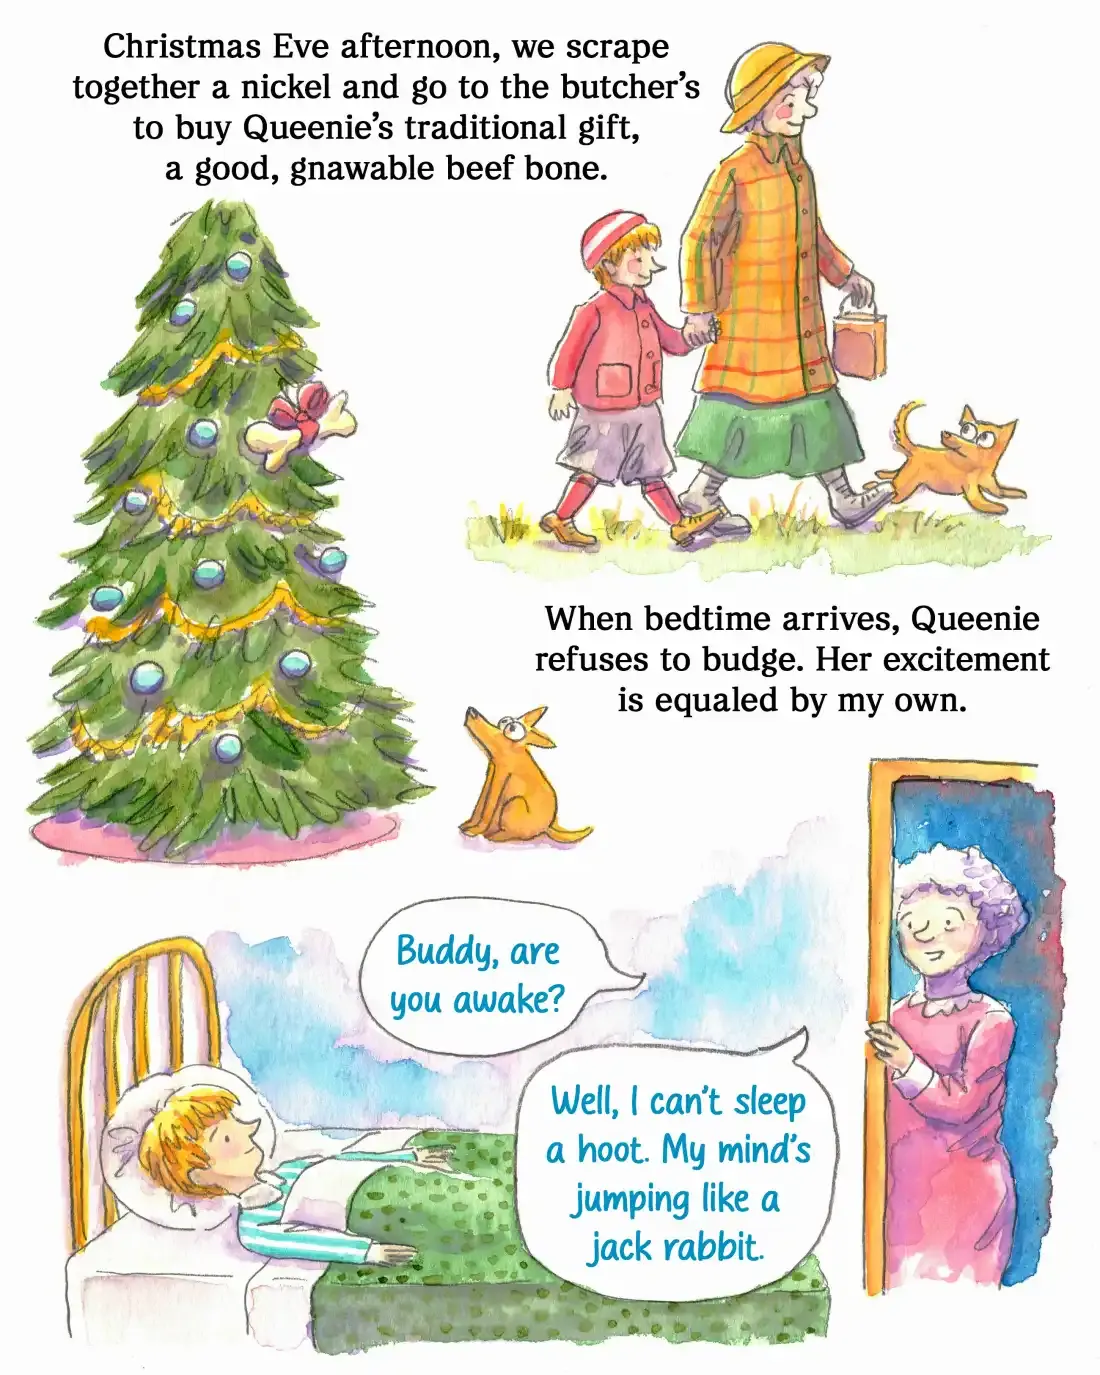 Christmas Eve afternoon, we scrape
together a nickel and go to the butcher's
to buy Queenie's traditional gift,
a good, gnawable beef bone.
When bedtime arrives, Queenie
refuses to budge. Her excitement
is equaled by my own.
Buddy, are
you awake?
Well, I can't sleep
a hoot. My mind's
jumping like a
jack rabbit.